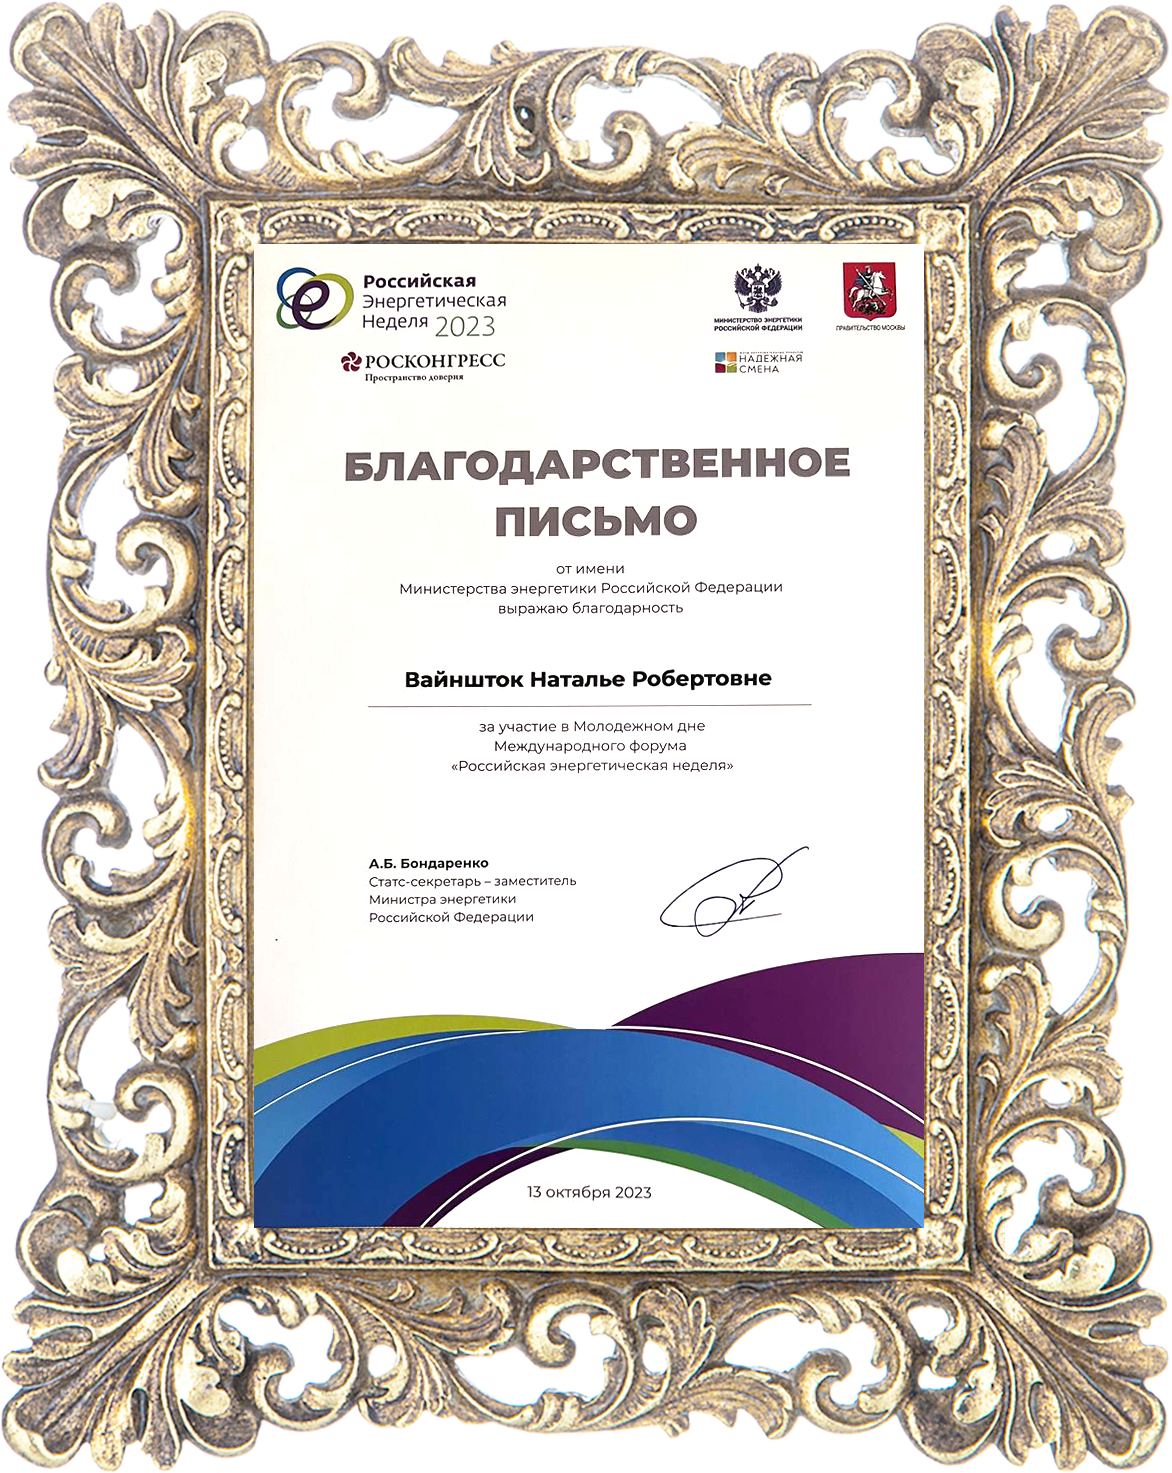 Российская
Энергетическая
Неделя 2023
РОСКОНГРЕСС
Пространство доверия
МИНИСТЕРСТВО ЭНЕРГЕТИКИ
РОССИЙСКОЙ ФЕДЕРАЦИИ
ПРАВИТЕЛЬСТВО МОСКВЫ
НАДЕЖНАЯ
СМЕНА
БЛАГОДАРСТВЕННОЕ
ПИСЬМО
от имени
Министерства энергетики Российской Федерации
выражаю благодарность
Вайншток Наталье Робертовне
за участие в Молодежном дне
Международного форума
«Российская энергетическая неделя»
А.Б. Бондаренко
Статс-секретарь – заместитель
Министра энергетики
Российской Федерации
13 октября 2023